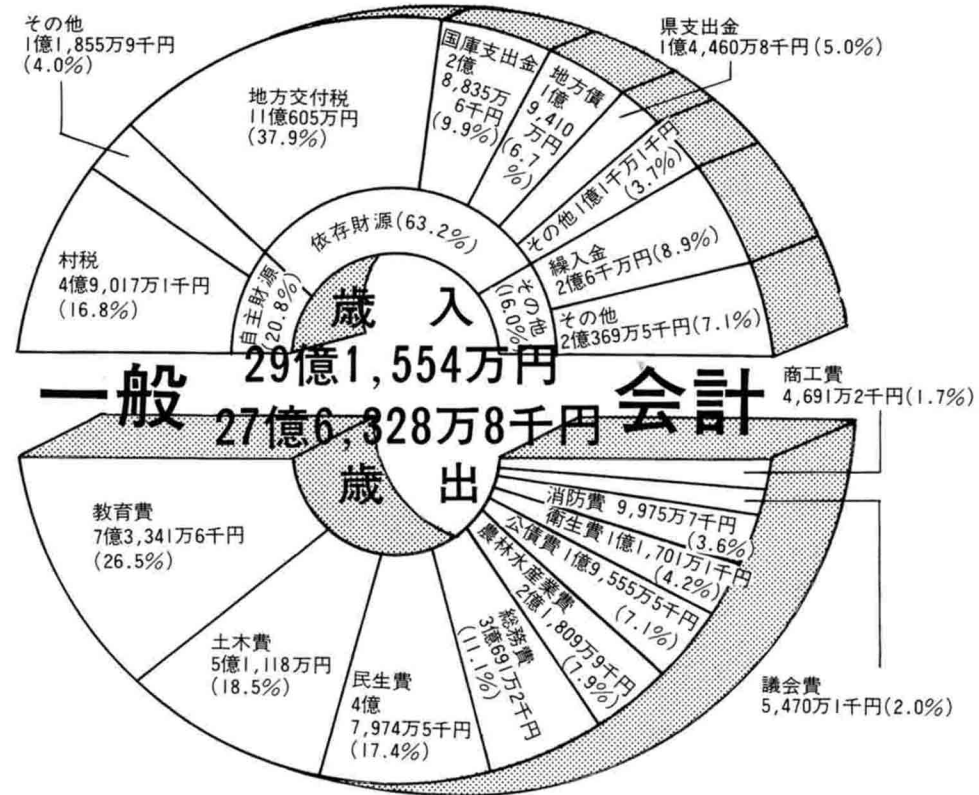 その他
1億1,855万9千円
(4.0%)
地方交付税
11億605万円
(37.9%)
国庫支出金
2億
8,835万
6千円
(9.9%)
地方債
1億
9,410
万円
(6.7
%)
県支出金
1億4,460万8千円(5.0%)
その他1億1千万1千円
(3.7%)
繰入金
2億6千万円(8.9%)
その他
2億369万5千円(7.1%)
村税
4億9,017万1千円
(16.8%)
自主財源
(20.8%)
依存財源(63.2%)
その他
(16.0%)
歳入
29億1,554万円
一般 会計
27億6,328万8千円
歳出
商工費
4,691万2千円(1.7%)
教育費
7億3,341万6千円
(26.5%)
土木費
5億1,118万円
(18.5%)
民生費
4億
7,974万5千円
(17.4%)
総務費
3億691万2千円
(11.1%)
農林水産業費
2億1,809万9千円
(7.9%)
公債費1億9,555万5千円
(7.1%)
衛生費1億1,701万1千円
(4.2%)
消防費 9,975万7千円
(3.6%)
議会費
5,470万1千円(2.0%)